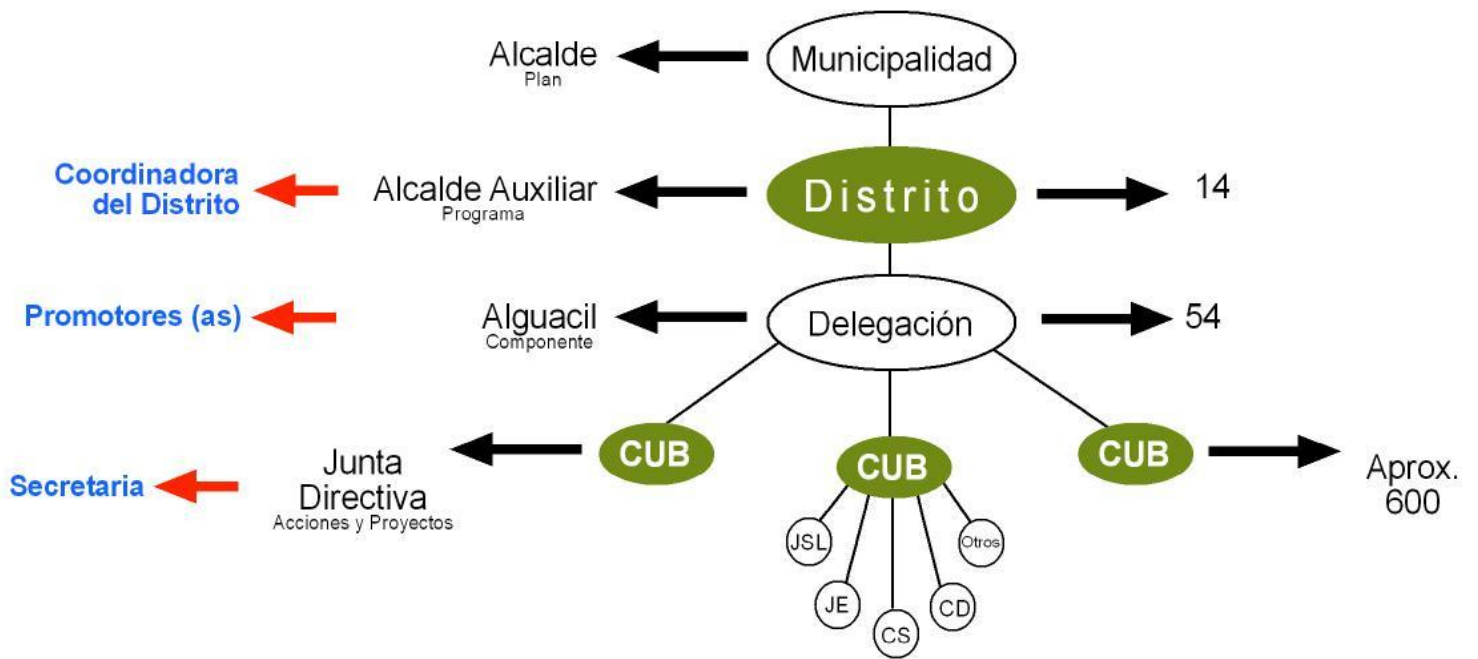 Alcalde
Plan
Municipalidad
Coordinadora
del Distrito
Alcalde Auxiliar
Programa
Distrito
14
Promotores (as)
Alguacil
Componente
Delegación
54
Secretaria
Junta
Directiva
Acciones y Proyectos
CUB
CUB
CUB
Aprox.
600
JSL
JE
CS
CD
Otros